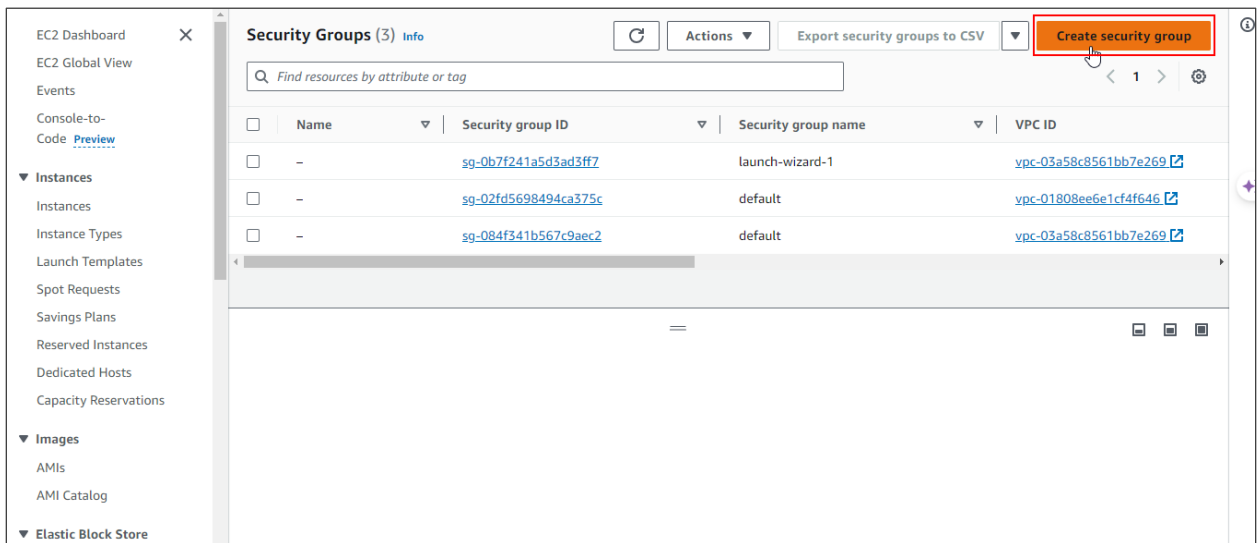 EC2 Dashboard
EC2 Global View
Events
Console-to-
Code Preview
Instances
Instances
Instance Types
Launch Templates
Spot Requests
Savings Plans
Reserved Instances
Dedicated Hosts
Capacity Reservations
Images
AMIs
AMI Catalog
Elastic Block Store
Security Groups (3) Info
Actions
Export security groups to CSV
Create security group
Find resources by attribute or tag
1
Name Security group ID Security group name VPC ID
– sg-0b7f241a5d3ad3ff7 launch-wizard-1 vpc-03a58c8561bb7e269
– sg-02fd5698494ca375c default vpc-01808ee6e1cf4f646
– sg-084f341b567c9aec2 default vpc-03a58c8561bb7e269